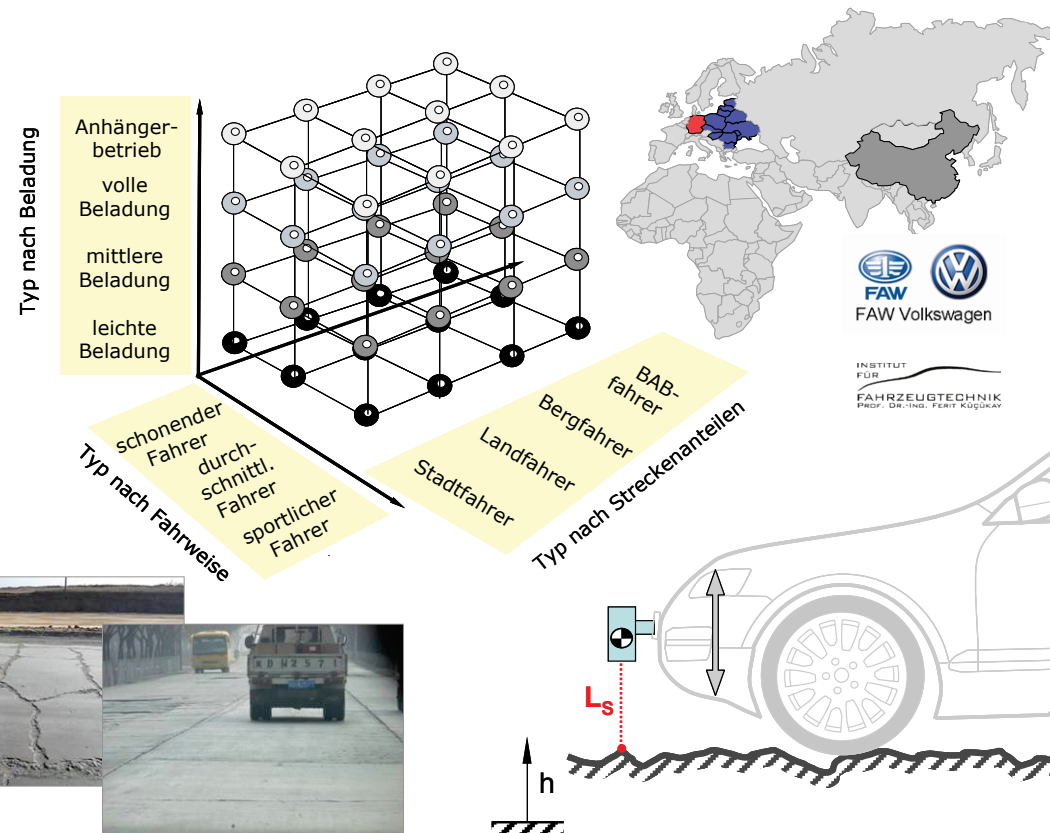 Typ nach Beladung
Anhänger-
betrieb
volle
Beladung
mittlere
Beladung
leichte
Beladung
schonender
Fahrer
durch-
schnittl.
Fahrer
sportlicher
Fahrer
Typ nach Fahrweise
BAB-
fahrer
Bergfahrer
Landfahrer
Stadtfahrer
Typ nach Streckenanteilen
FAW
FAW Volkswagen
INSTITUT
FÜR
FAHRZEUGTECHNIK
PROF. DR.-ING. FERIT KÜÇÜKAY
L_S
h